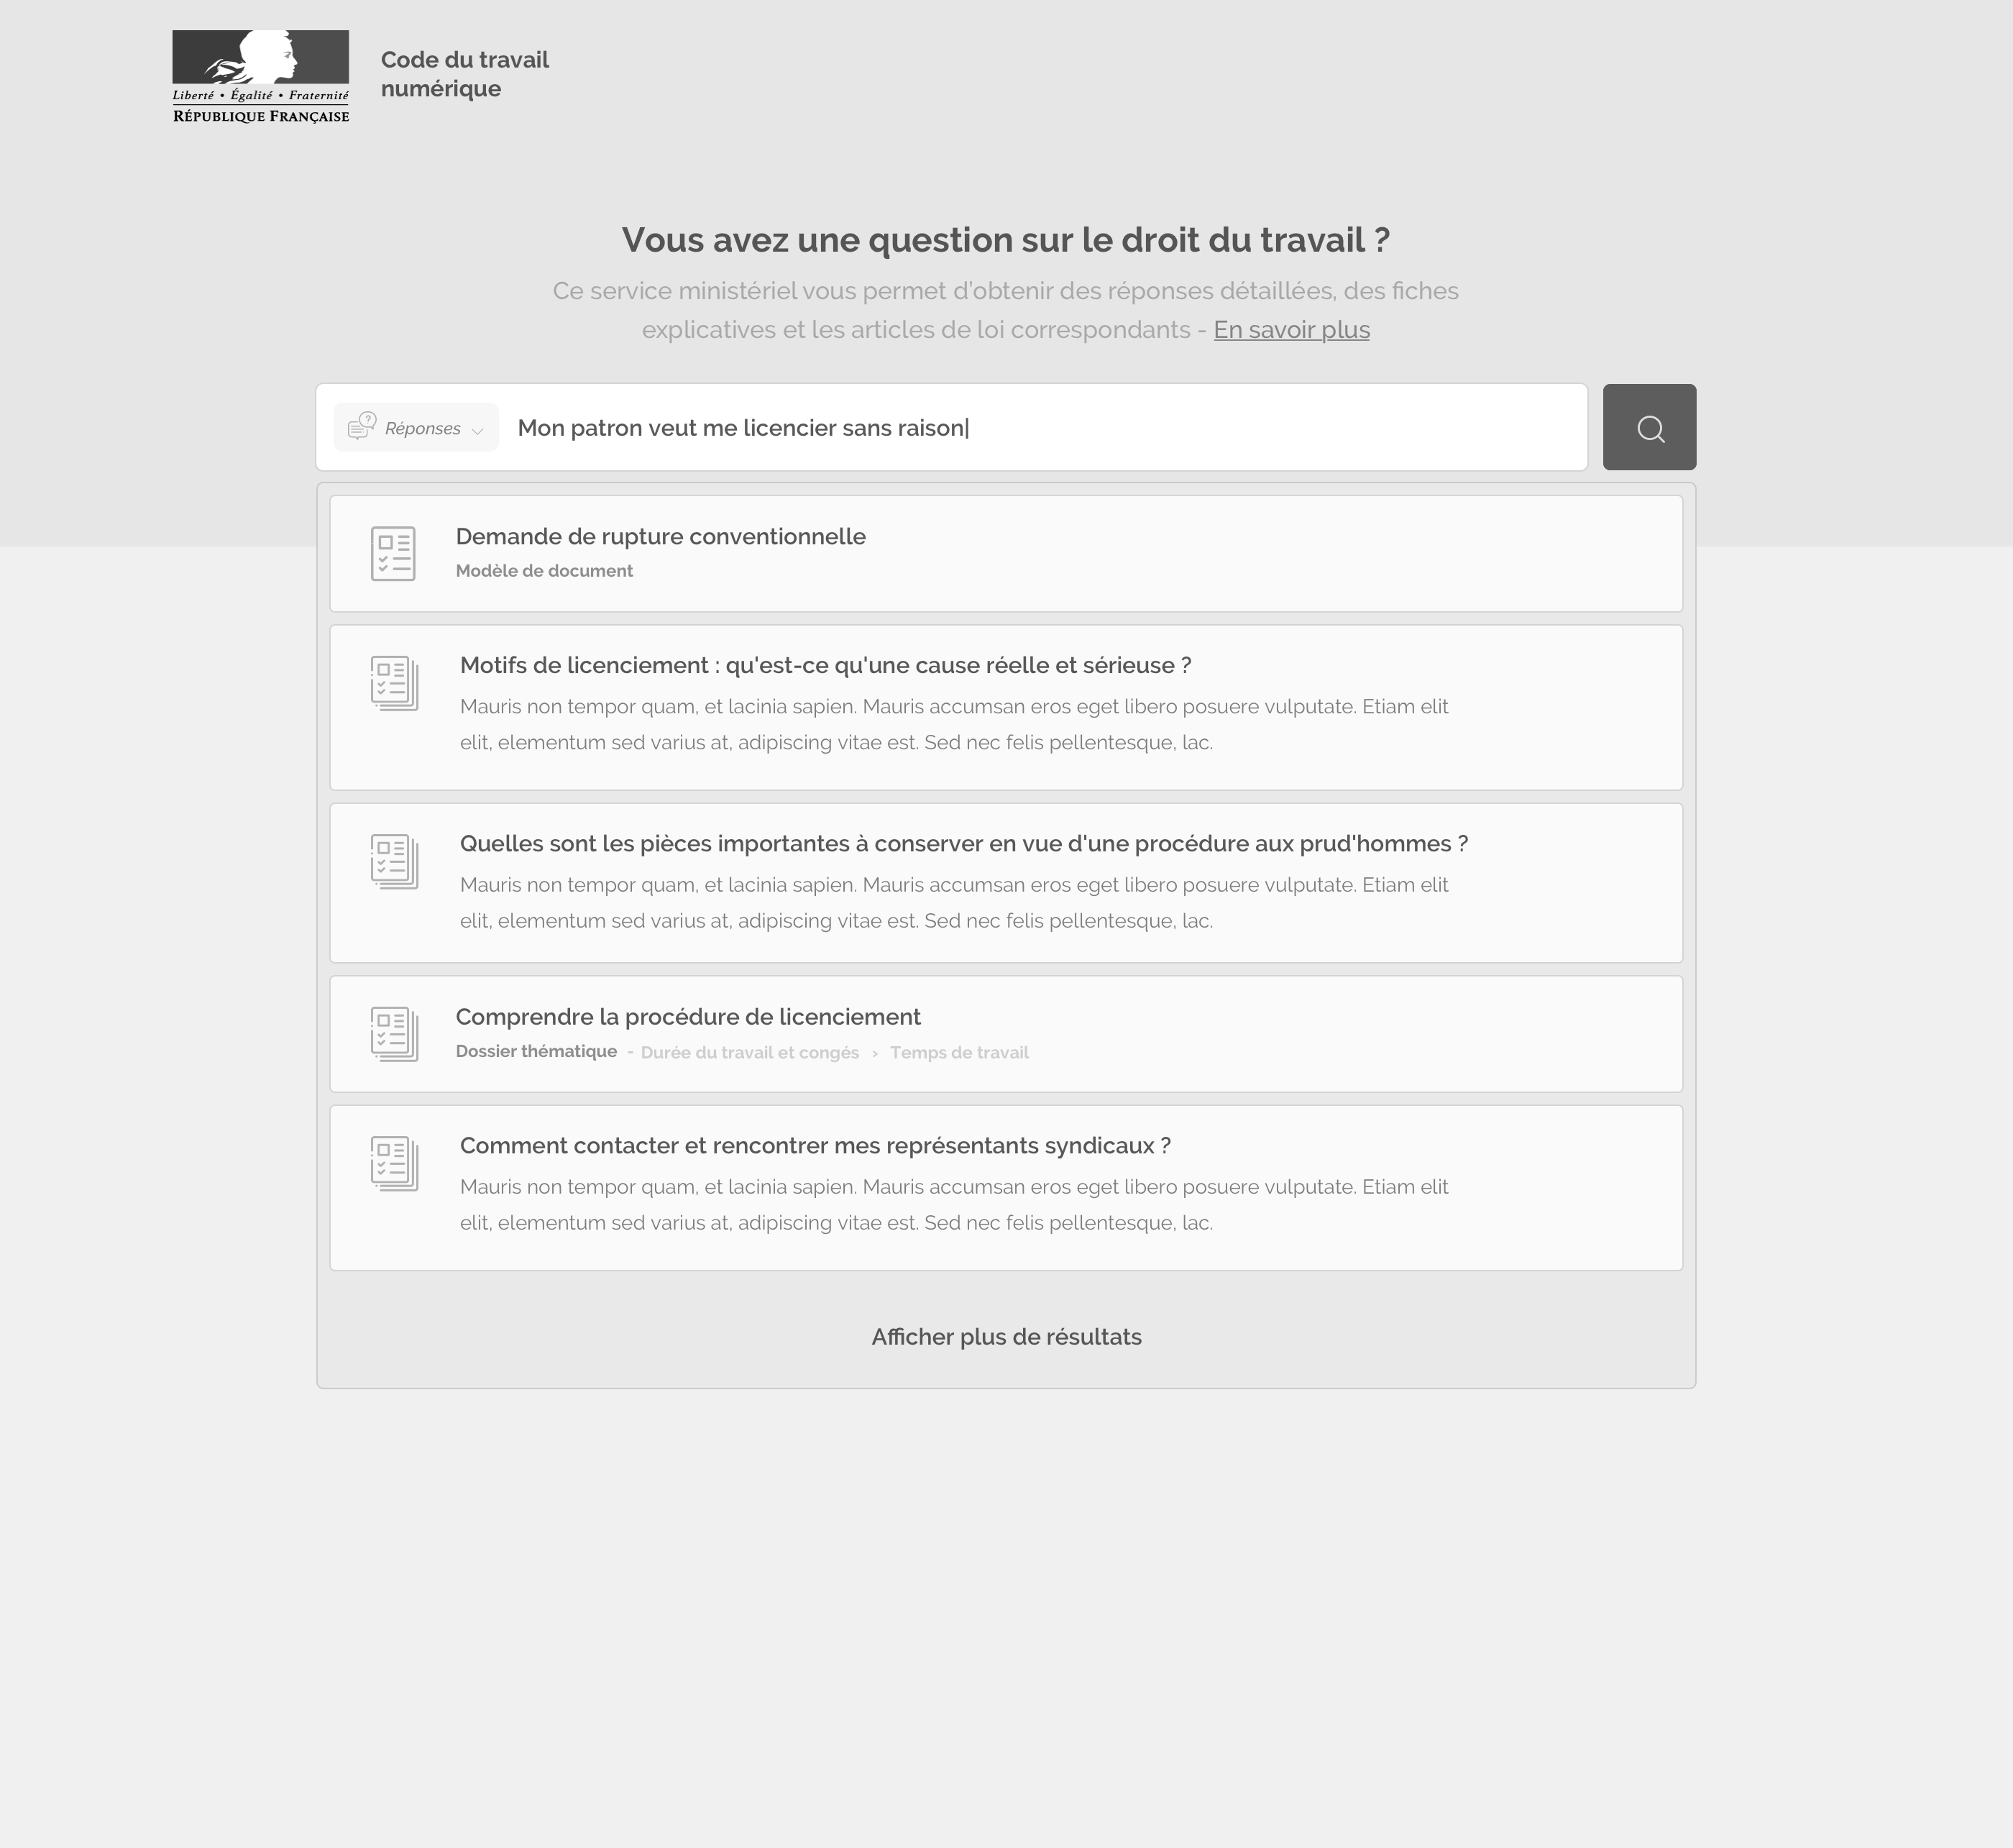 Liberté • Égalité • Fraternité
RÉPUBLIQUE FRANÇAISE
Code du travail
numérique
Vous avez une question sur le droit du travail ?
Ce service ministériel vous permet d’obtenir des réponses détaillées, des fiches
explicatives et les articles de loi correspondants - En savoir plus
Réponses Mon patron veut me licencier sans raison
Demande de rupture conventionnelle
Modèle de document
Motifs de licenciement : qu'est-ce qu'une cause réelle et sérieuse ?
Mauris non tempor quam, et lacinia sapien. Mauris accumsan eros eget libero posuere vulputate. Etiam elit
elit, elementum sed varius at, adipiscing vitae est. Sed nec felis pellentesque, lac.
Quelles sont les pièces importantes à conserver en vue d'une procédure aux prud'hommes ?
Mauris non tempor quam, et lacinia sapien. Mauris accumsan eros eget libero posuere vulputate. Etiam elit
elit, elementum sed varius at, adipiscing vitae est. Sed nec felis pellentesque, lac.
Comprendre la procédure de licenciement
Dossier thématique - Durée du travail et congés › Temps de travail
Comment contacter et rencontrer mes représentants syndicaux ?
Mauris non tempor quam, et lacinia sapien. Mauris accumsan eros eget libero posuere vulputate. Etiam elit
elit, elementum sed varius at, adipiscing vitae est. Sed nec felis pellentesque, lac.
Afficher plus de résultats